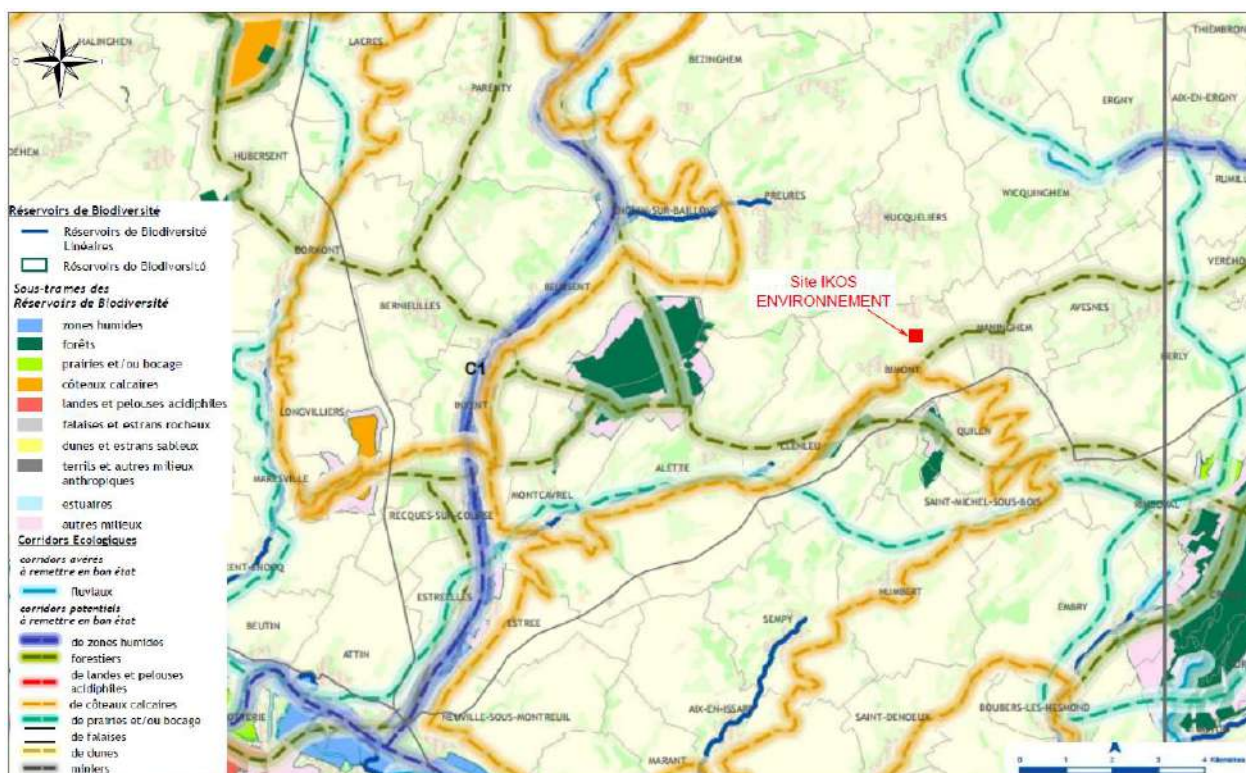 HALINGHEN
LACRES
BEZINGHEM
THIEMBRON
PARENTY
ERGNY
AIX-EN-ERGNY
HUBERSENT
WICQUINGHEM
PREURES
HUCQUELIERS
Site IKOS
ENVIRONNEMENT
CORMONT
BERNIEULLES
BEUSSENT
AVESNES
MANINGHEM
HERLY
C1
BIMONT
INXENT
LONGVILLIERS
QUILEN
CLENLEU
ALETTE
MARESVILLE
MONTCAVREL
SAINT-MICHEL-SOUS-BOIS
RIMBOVAL
RECQUES-SUR-COURSE
HUMBERT
EMBRY
ESTREELLES
SEMPY
ESTREE
BEUTIN
ATTIN
NEUVILLE-SOUS-MONTREUIL
AIX-EN-ISSART
SAINT-DENOEUX
BOUBERS-LES-HESMOND
MARANT
Réservoirs de Biodiversité
Réservoirs de Biodiversité
Linéaires
Réservoirs de Biodiversité
Sous-trames des
Réservoirs de Biodiversité
zones humides
forêts
prairies et/ou bocage
côteaux calcaires
landes et pelouses acidiphiles
falaises et estrans rocheux
dunes et estrans sableux
terrils et autres milieux
anthropiques
estuaires
autres milieux
Corridors Ecologiques
corridors avérés
à remettre en bon état
fluviaux
corridors potentiels
à remettre en bon état
de zones humides
forestiers
de landes et pelouses
acidiphiles
de côteaux calcaires
de prairies et/ou bocage
de falaises
de dunes
miniers
A
0 1 2 3 4 Kilomètres